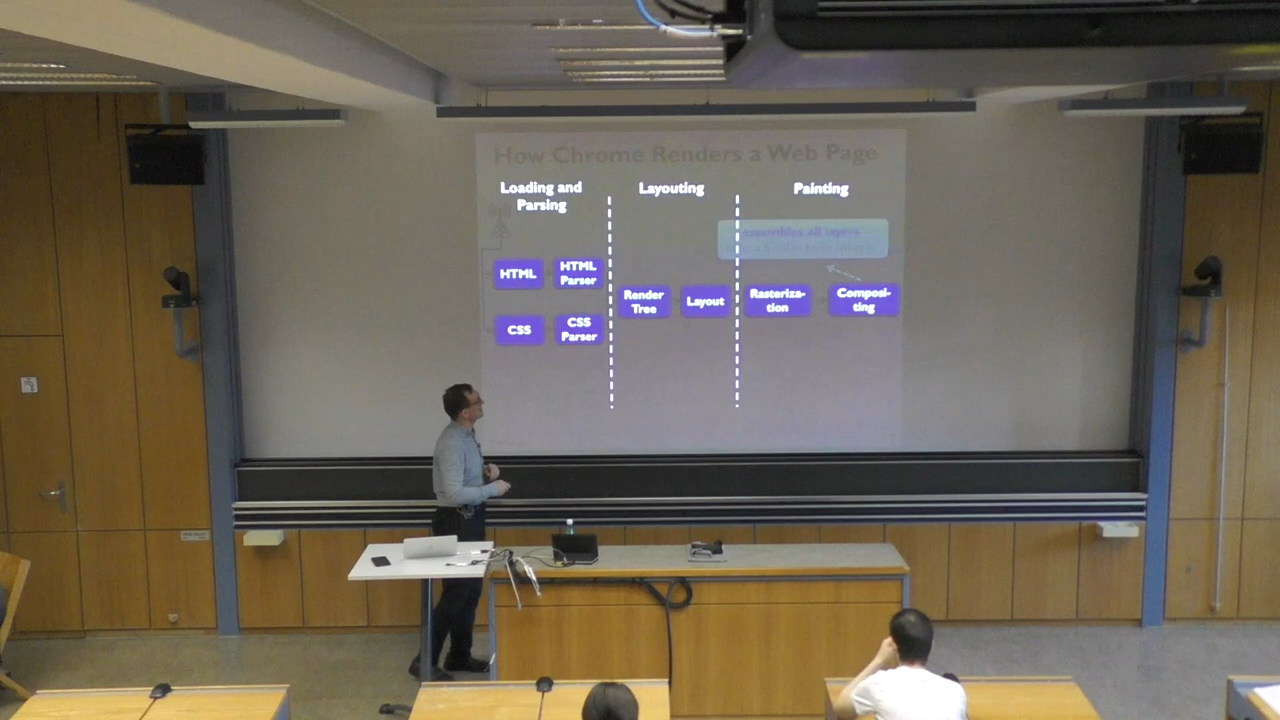 How Chrome Renders a Web Page
Loading and
Parsing
Layouting
Painting
assembles all layers
HTML
HTML
Parser
Render
Tree
Layout
Rasteriza-
tion
Composi-
ting
CSS
CSS
Parser